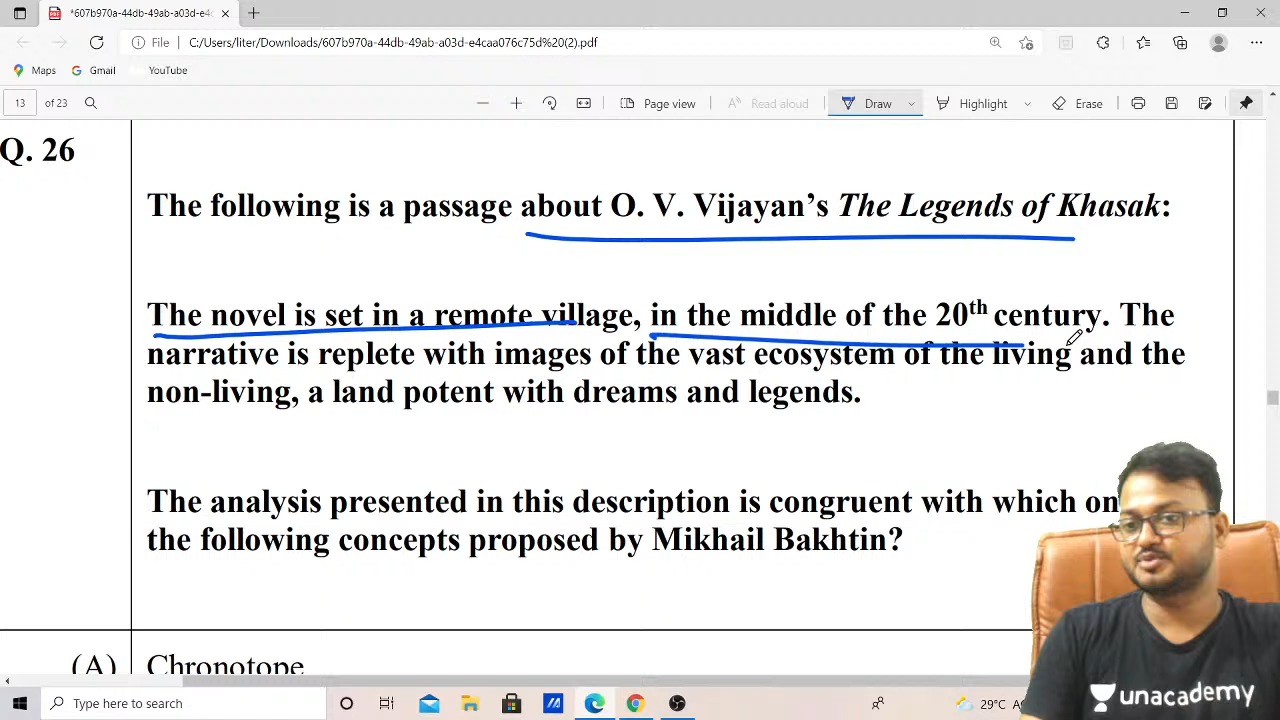 *607b970a-44db-49ab-a03d-e4c
File
C:/Users/liter/Downloads/607b970a-44db-49ab-a03d-e4caa076c75d%20(2).pdf
Maps
Gmail
YouTube
13
of 23
Page view
Read aloud
Draw
Highlight
Erase
Q. 26
The following is a passage about O. V. Vijayan’s The Legends of Khasak:
The novel is set in a remote village, in the middle of the 20th century. The
narrative is replete with images of the vast ecosystem of the living and the
non-living, a land potent with dreams and legends.
The analysis presented in this description is congruent with which on
the following concepts proposed by Mikhail Bakhtin?
(A) Chronotope
Type here to search
29°C
unacademy